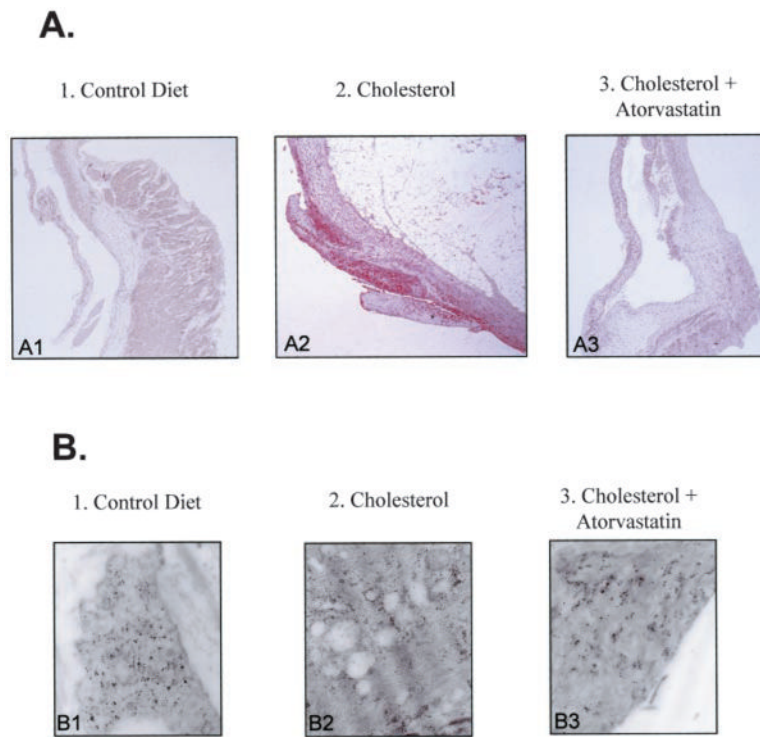 A.
1. Control Diet
2. Cholesterol
3. Cholesterol +
Atorvastatin
A1
A2
A3
B.
1. Control Diet
2. Cholesterol
3. Cholesterol +
Atorvastatin
B1
B2
B3